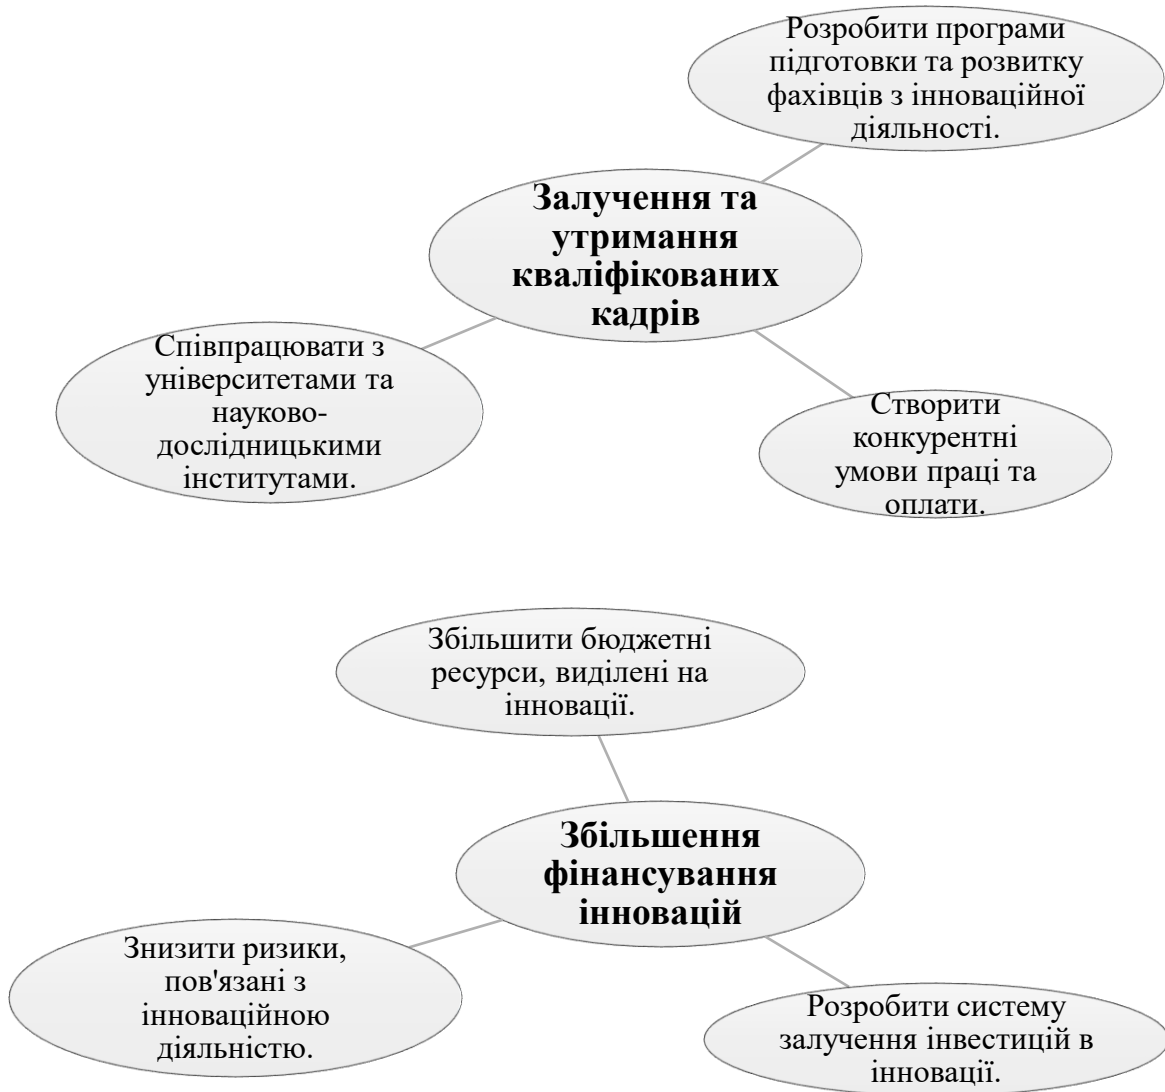 Розробити програми
підготовки та розвитку
фахівців з інноваційної
діяльності.
Залучення та
утримання
кваліфікованих
кадрів
Співпрацювати з
університетами та
науково-
дослідницькими
інститутами.
Створити
конкурентні
умови праці та
оплати.
Збільшити бюджетні
ресурси, виділені на
інновації.
Збільшення
фінансування
інновацій
Знизити ризики,
пов'язані з
інноваційною
діяльністю.
Розробити систему
залучення інвестицій в
інновації.